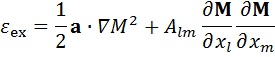 ε_ex = 1/2 a · ∇M² + A_lm ∂M/∂x_l ∂M/∂x_m